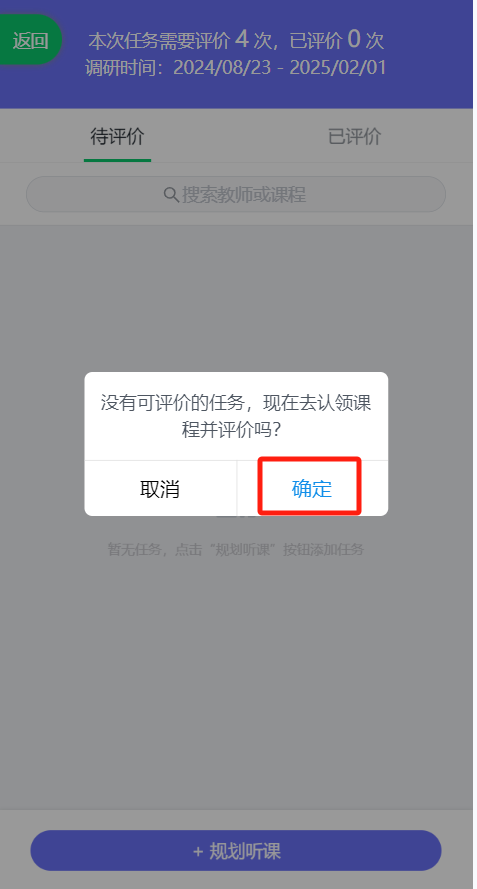 返回
本次任务需要评价 4 次，已评价 0 次
调研时间：2024/08/23 - 2025/02/01
待评价
已评价
搜索教师或课程
没有可评价的任务，现在去认领课
程并评价吗？
取消
确定
暂无任务，点击“规划听课”按钮添加任务
+ 规划听课